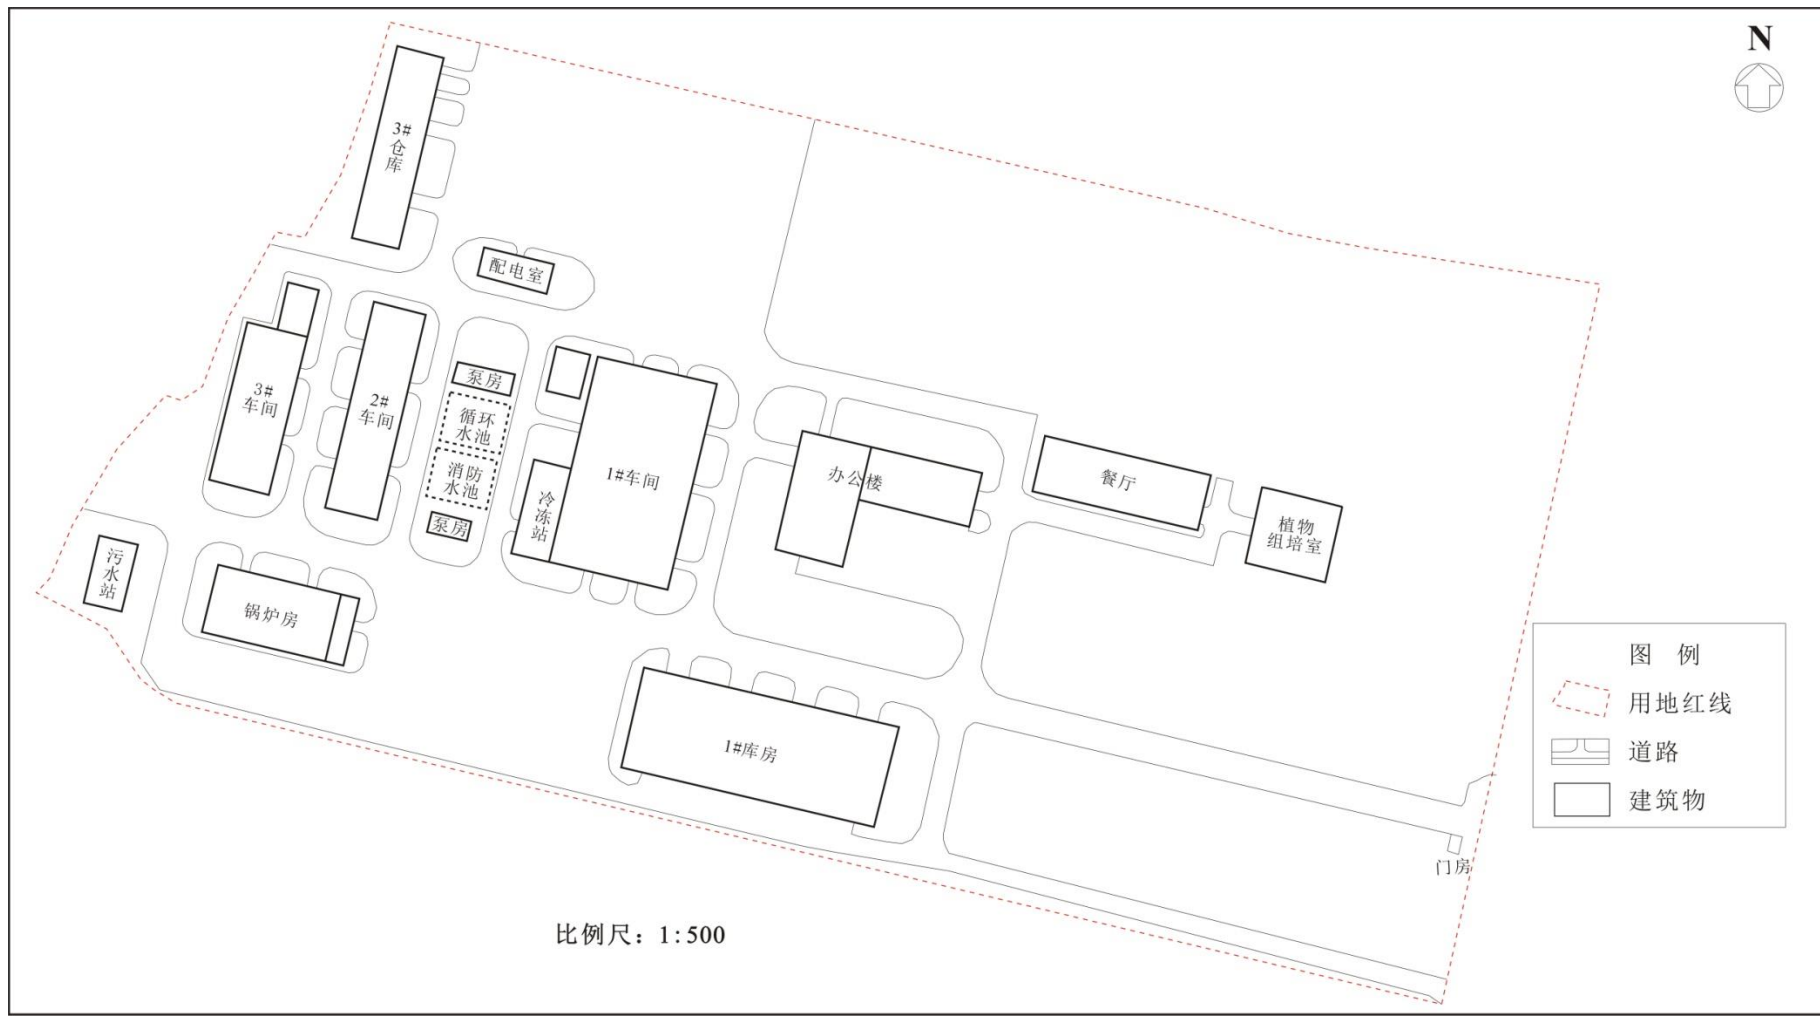 N
3#
仓
库
配电室
泵房
循环
水池
消防
水池
泵房
3#
车间
2#
车间
1#车间
冷
冻
站
办公楼
餐厅
植物
组培室
污
水
站
锅炉房
1#库房
门房
图 例
用地红线
道路
建筑物
比例尺：1:500